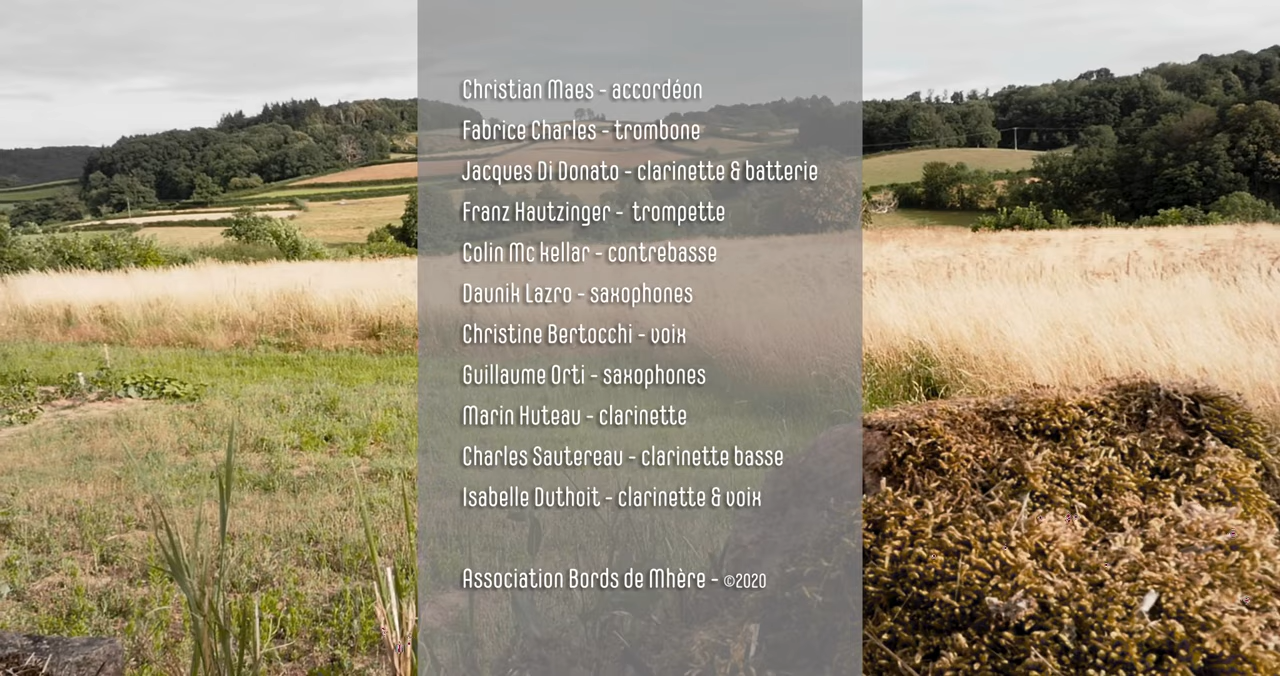 Christian Maes - accordéon
Fabrice Charles - trombone
Jacques Di Donato - clarinette & batterie
Franz Hautzinger - trompette
Colin Mc kellar - contrebasse
Daunik Lazro - saxophones
Christine Bertocchi - voix
Guillaume Orti - saxophones
Marin Huteau - clarinette
Charles Sautereau - clarinette basse
Isabelle Duthoit - clarinette & voix
Association Bords de Mhère - ©2020